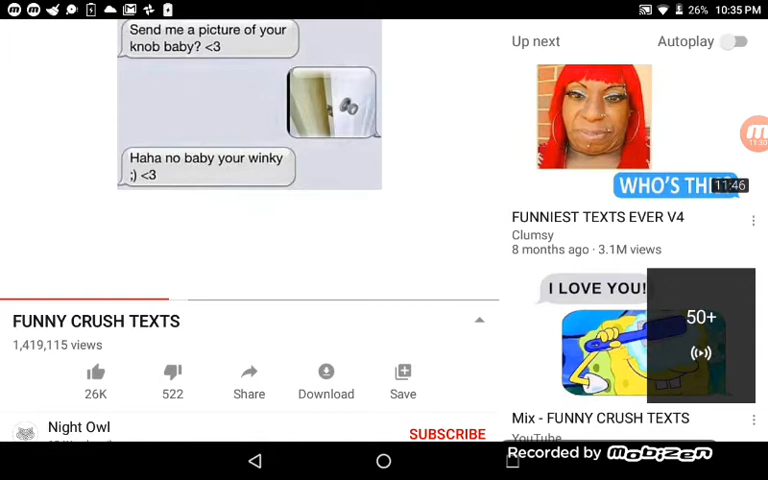 26% 10:35 PM
Send me a picture of your
knob baby? <3
Haha no baby your winky
;) <3
FUNNY CRUSH TEXTS
1,419,115 views
26K
522
Share
Download
Save
Night Owl
SUBSCRIBE
Up next
Autoplay
WHO'S TH
11:46
FUNNIEST TEXTS EVER V4
Clumsy
8 months ago · 3.1M views
I LOVE YOU!
50+
Mix - FUNNY CRUSH TEXTS
YouTube
Recorded by mobizen